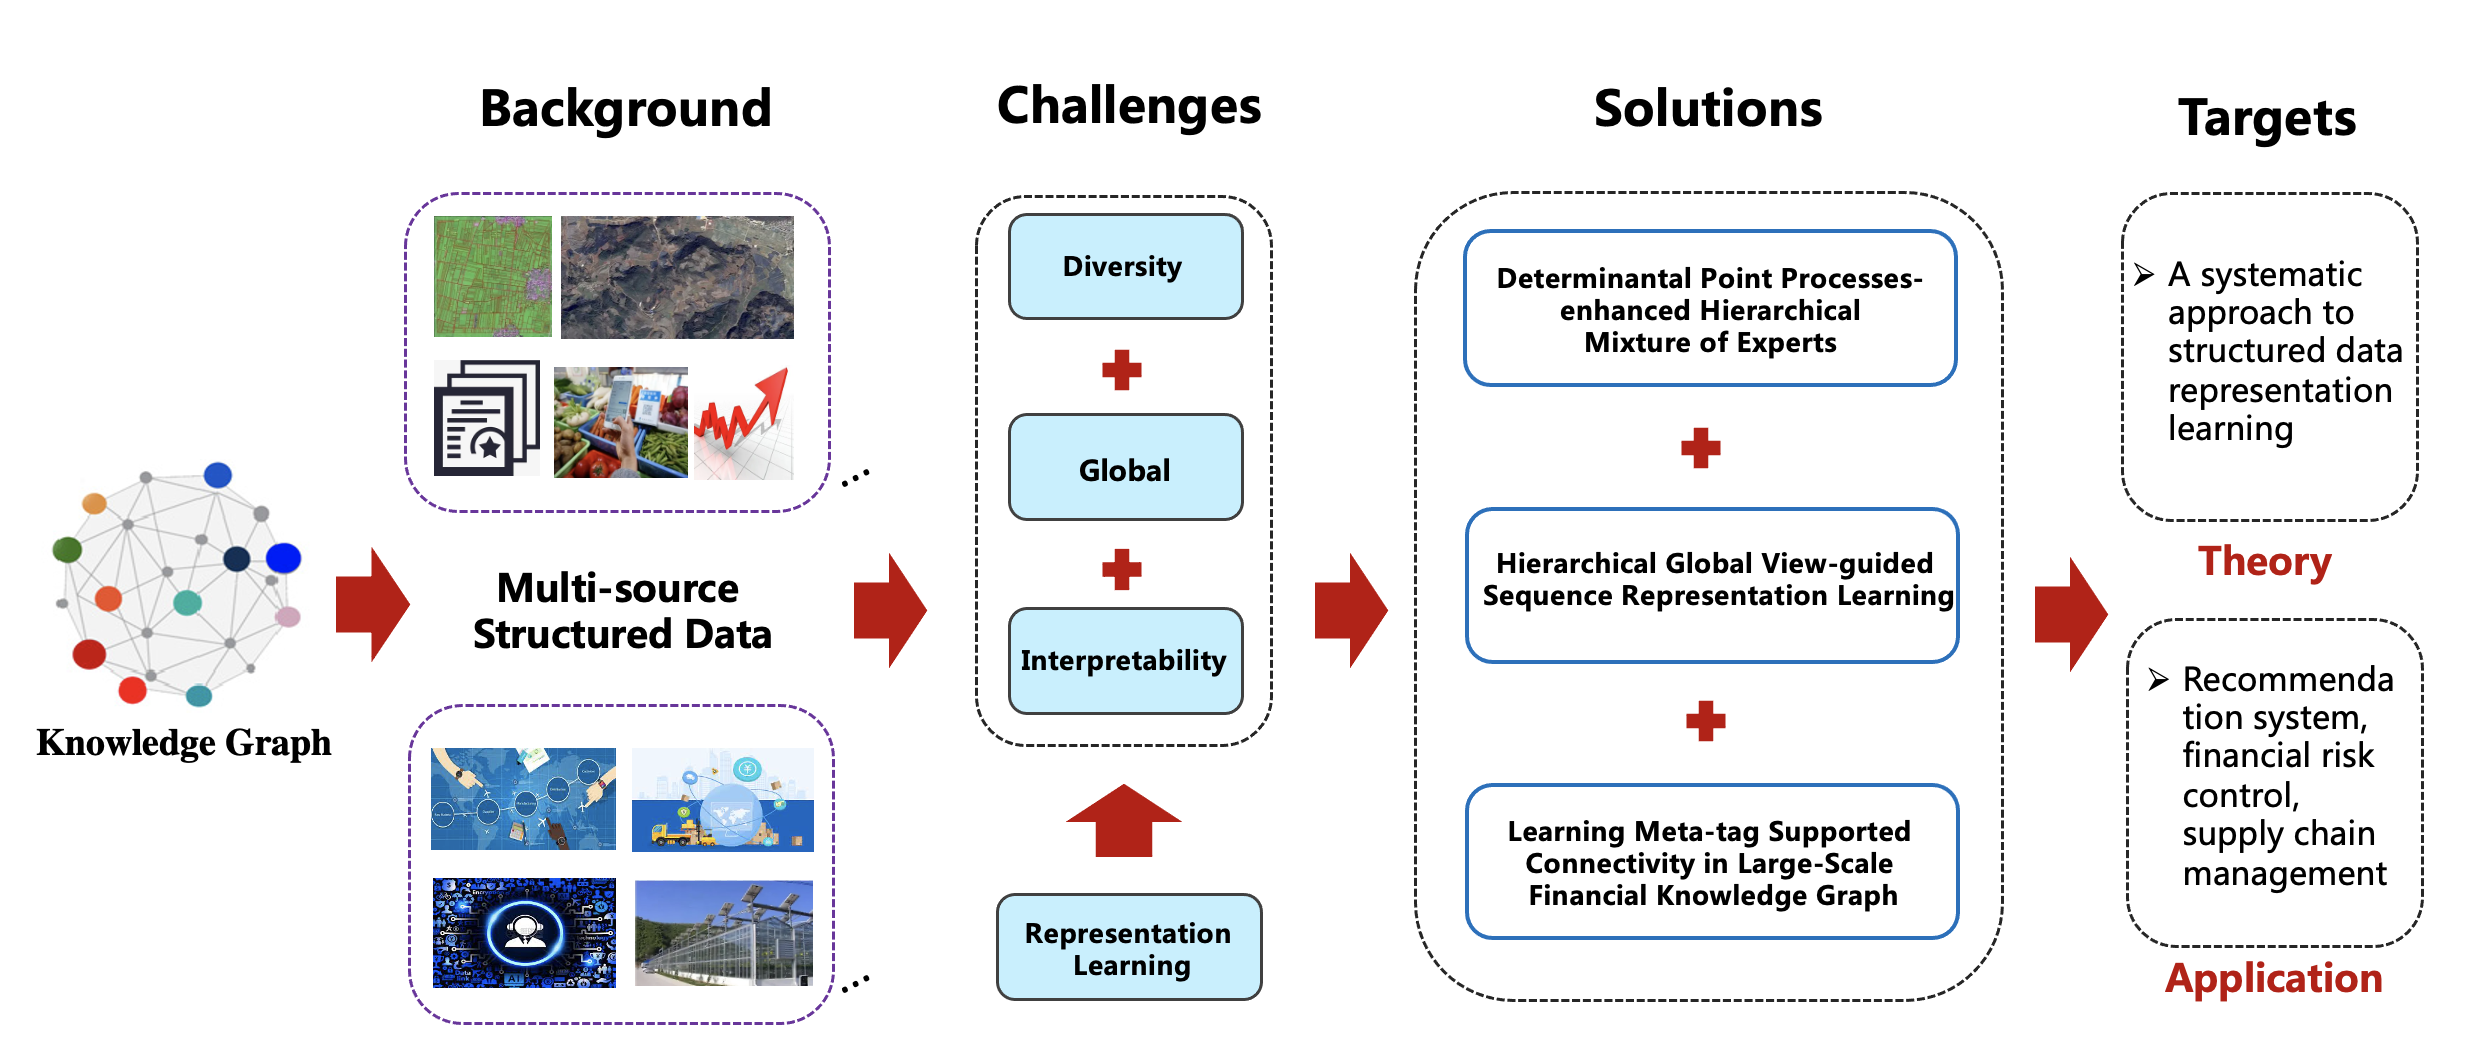 Background
Challenges
Solutions
Targets
Knowledge Graph
Multi-source
Structured Data
Diversity
Global
Interpretability
Representation
Learning
Determinantal Point Processes-
enhanced Hierarchical
Mixture of Experts
Hierarchical Global View-guided
Sequence Representation Learning
Learning Meta-tag Supported
Connectivity in Large-Scale
Financial Knowledge Graph
➢ A systematic
approach to
structured data
representation
learning
Theory
➢ Recommenda
tion system,
financial risk
control,
supply chain
management
Application